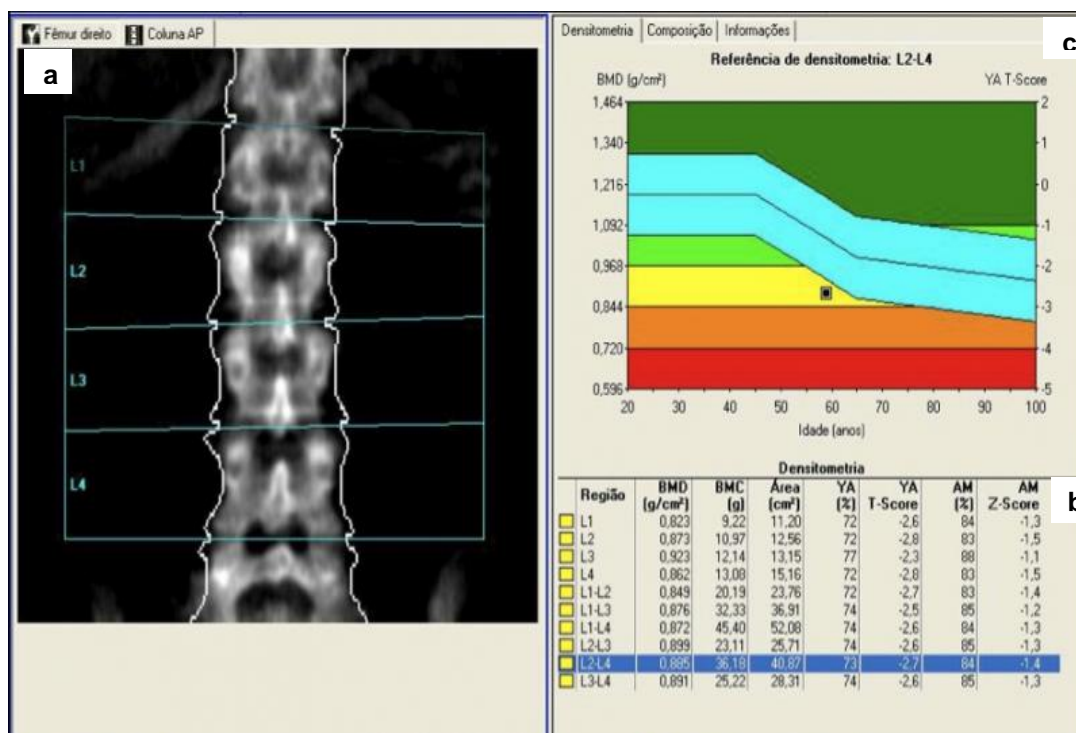 Fêmur direito Coluna AP
a
L1
L2
L3
L4
Densitometria Composição Informações
c
Referência de densitometria: L2-L4
BMD (g/cm²) YA T-Score
1,464 2
1,340 1
1,216 0
1,092 -1
0,968 -2
0,844 -3
0,720 -4
0,596 -5
20 30 40 50 60 70 80 90 100
Idade (anos)
Densitometria
b
Região BMD (g/cm²) BMC (g) Área (cm²) YA (%) YA T-Score AM (%) AM Z-Score
L1 0,823 9,22 11,20 72 -2,6 84 -1,3
L2 0,873 10,97 12,56 72 -2,8 83 -1,5
L3 0,923 12,14 13,15 77 -2,3 88 -1,1
L4 0,862 13,08 15,16 72 -2,8 83 -1,5
L1-L2 0,849 20,19 23,76 72 -2,7 83 -1,4
L1-L3 0,876 32,33 36,91 74 -2,5 85 -1,2
L1-L4 0,872 45,40 52,08 74 -2,6 84 -1,3
L2-L3 0,899 23,11 25,71 74 -2,6 85 -1,3
L2-L4 0,885 36,18 40,87 73 -2,7 84 -1,4
L3-L4 0,891 25,22 28,31 74 -2,6 85 -1,3